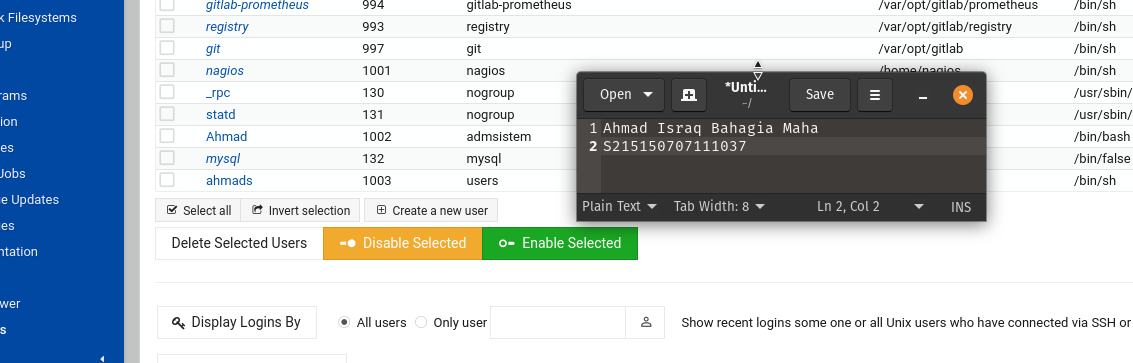 k Filesystems
up
rams
tion
es
Jobs
e Updates
es
ntation
wer
s
gitlab-prometheus 994 gitlab-prometheus /var/opt/gitlab/prometheus /bin/sh
registry 993 registry /var/opt/gitlab/registry /bin/sh
git 997 git /var/opt/gitlab /bin/sh
nagios 1001 nagios /home/nagios /bin/sh
_rpc 130 nogroup /usr/sbin/
statd 131 nogroup /usr/sbin/
Ahmad 1002 admsistem /bin/bash
mysql 132 mysql /bin/false
ahmads 1003 users /bin/sh
Open *Unti... Save
~/
1 Ahmad Israq Bahagia Maha
2 S215150707111037
Plain Text Tab Width: 8 Ln 2, Col 2 INS
Select all Invert selection Create a new user
Delete Selected Users Disable Selected Enable Selected
Display Logins By All users Only user Show recent logins some one or all Unix users who have connected via SSH or